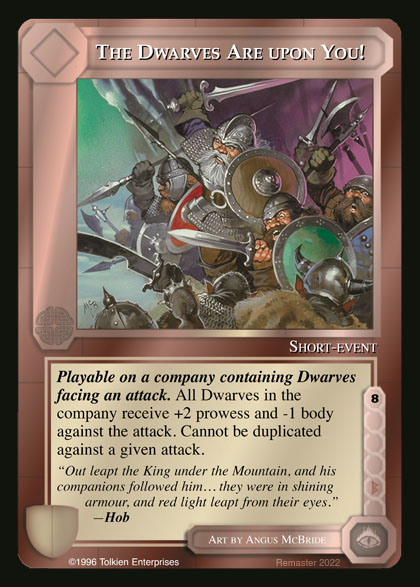 The Dwarves Are upon You!
McB
Short-event
Playable on a company containing Dwarves
facing an attack. All Dwarves in the
company receive +2 prowess and -1 body
against the attack. Cannot be duplicated
against a given attack.
8
“Out leapt the King under the Mountain, and his
companions followed him… they were in shining
armour, and red light leapt from their eyes.”
—Hob
Art by Angus McBride
©1996 Tolkien Enterprises
Remaster 2022